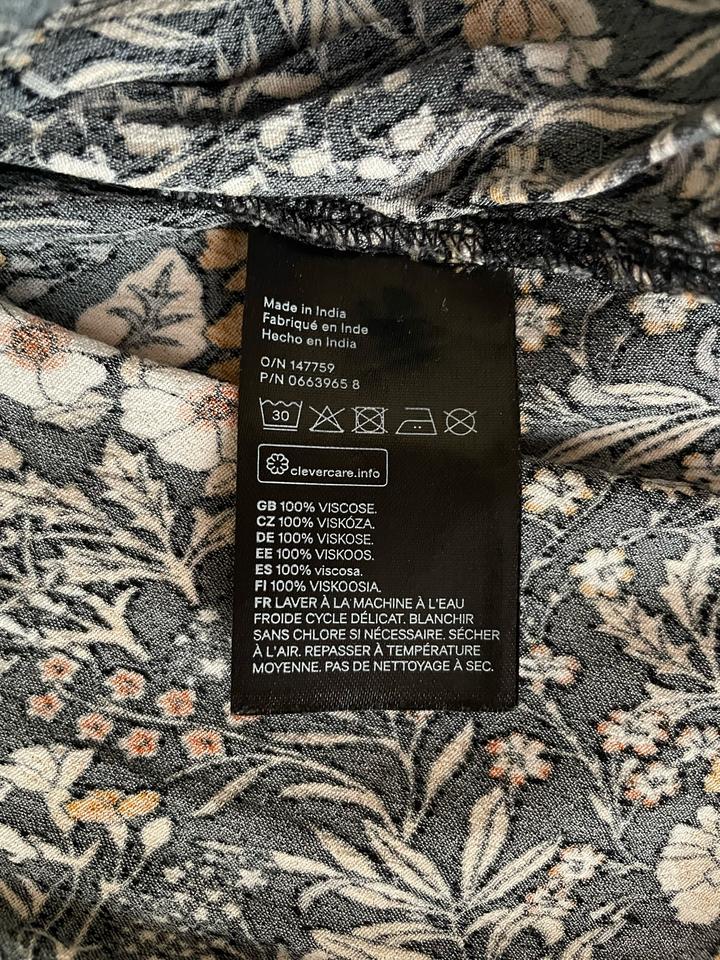 Made in India
Fabriqué en Inde
Hecho en India
O/N 147759
P/N 0663965 8
30
clevercare.info
GB 100% VISCOSE.
CZ 100% VISKÓZA.
DE 100% VISKOSE.
EE 100% VISKOOS.
ES 100% viscosa.
FI 100% VISKOOSIA.
FR LAVER À LA MACHINE À L'EAU
FROIDE CYCLE DÉLICAT. BLANCHIR
SANS CHLORE SI NÉCESSAIRE. SÉCHER
À L'AIR. REPASSER À TEMPÉRATURE
MOYENNE. PAS DE NETTOYAGE À SEC.